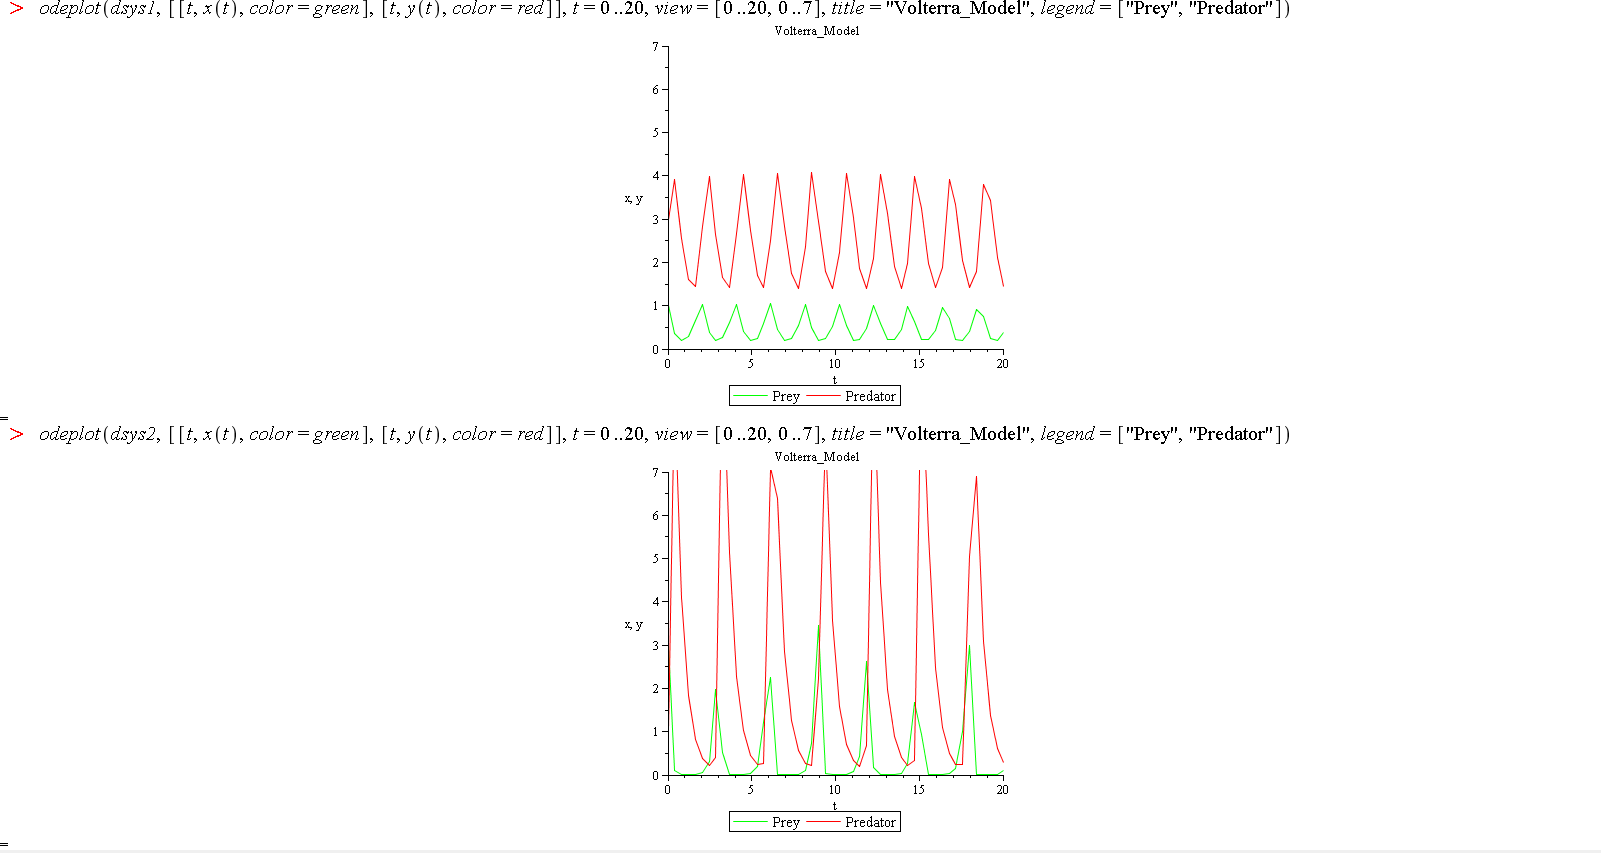 > odeplot(dsys1, [[t, x(t), color = green], [t, y(t), color = red]], t = 0 ..20, view = [0 ..20, 0 ..7], title = "Volterra_Model", legend = ["Prey", "Predator"])
Volterra_Model
7
6
5
4
x, y
3
2
1
0
0 5 10 15 20
t
Prey Predator
> odeplot(dsys2, [[t, x(t), color = green], [t, y(t), color = red]], t = 0 ..20, view = [0 ..20, 0 ..7], title = "Volterra_Model", legend = ["Prey", "Predator"])
Volterra_Model
7
6
5
4
x, y
3
2
1
0
0 5 10 15 20
t
Prey Predator